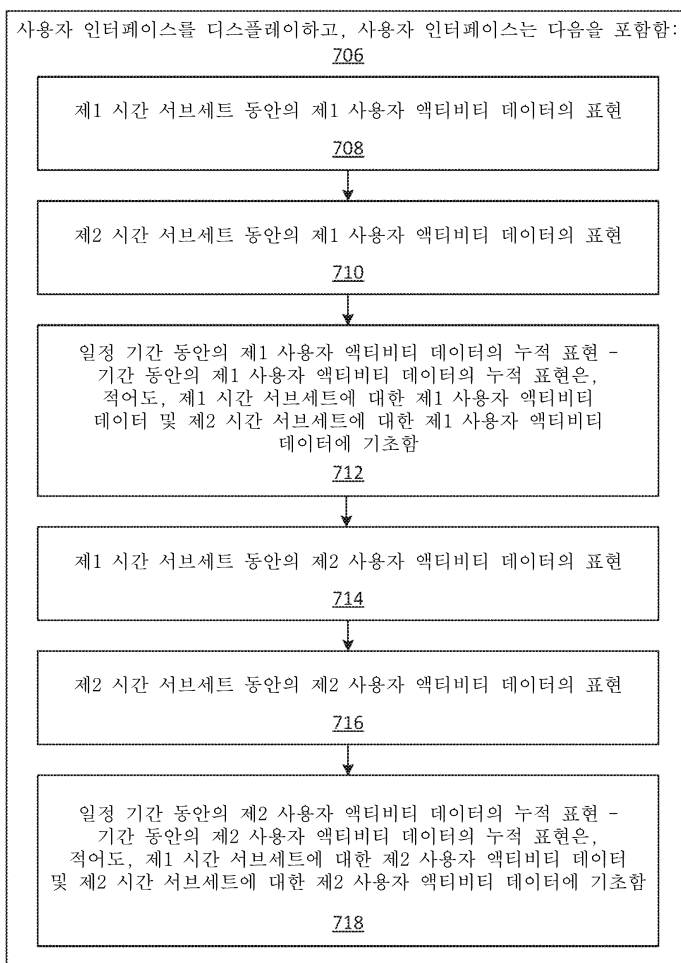 사용자 인터페이스를 디스플레이하고, 사용자 인터페이스는 다음을 포함함:
706
제1 시간 서브세트 동안의 제1 사용자 액티비티 데이터의 표현
708
제2 시간 서브세트 동안의 제1 사용자 액티비티 데이터의 표현
710
일정 기간 동안의 제1 사용자 액티비티 데이터의 누적 표현 –
기간 동안의 제1 사용자 액티비티 데이터의 누적 표현은,
적어도, 제1 시간 서브세트에 대한 제1 사용자 액티비티
데이터 및 제2 시간 서브세트에 대한 제1 사용자 액티비티
데이터에 기초함
712
제1 시간 서브세트 동안의 제2 사용자 액티비티 데이터의 표현
714
제2 시간 서브세트 동안의 제2 사용자 액티비티 데이터의 표현
716
일정 기간 동안의 제2 사용자 액티비티 데이터의 누적 표현 –
기간 동안의 제2 사용자 액티비티 데이터의 누적 표현은,
적어도, 제1 시간 서브세트에 대한 제2 사용자 액티비티 데이터
및 제2 시간 서브세트에 대한 제2 사용자 액티비티 데이터에 기초함
718